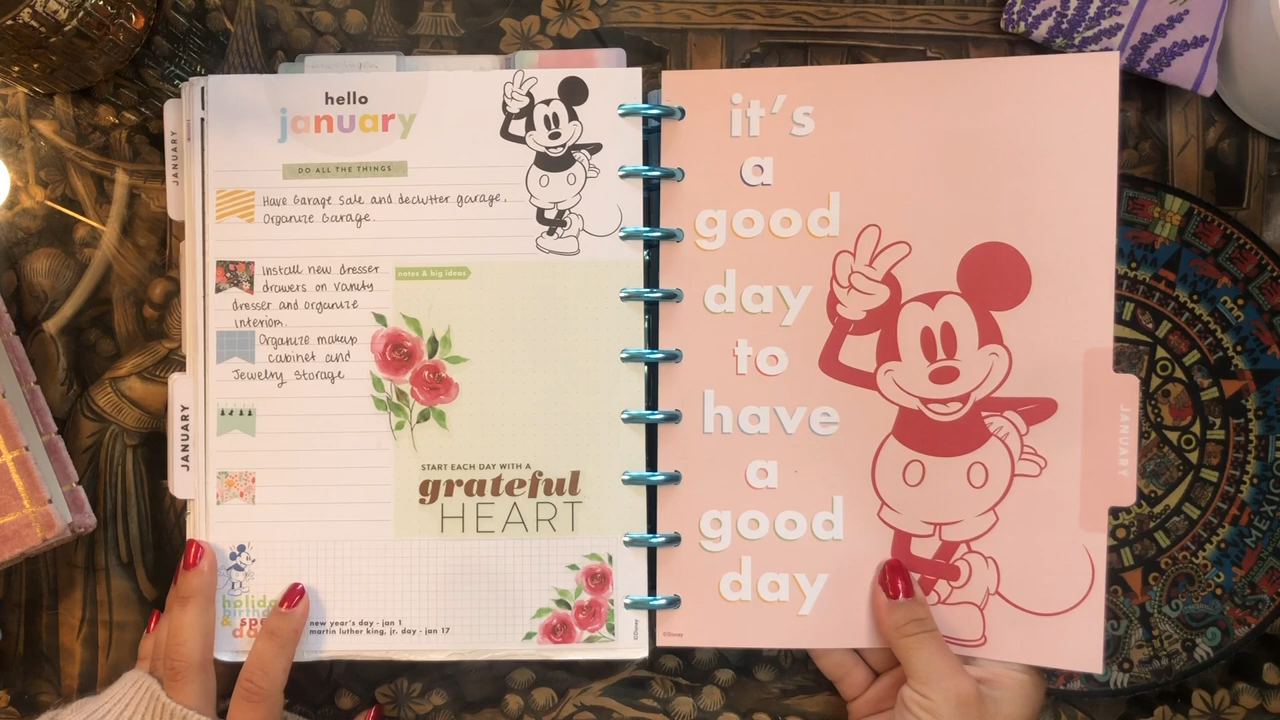 hello
january
DO ALL THE THINGS
Have Garage Sale and declutter garage.
Organize Garage.
Install new dresser
drawers on vanity
dresser and organize
interior.
Organize makeup
cabinet and
Jewelry Storage
notes & big ideas
START EACH DAY WITH A
grateful
HEART
new year's day - jan 1
martin luther king, jr. day - jan 17
©Disney
JANUARY
JANUARY
it's
a
good
day
to
have
a
good
day
©Disney
JANUARY
MEXICO